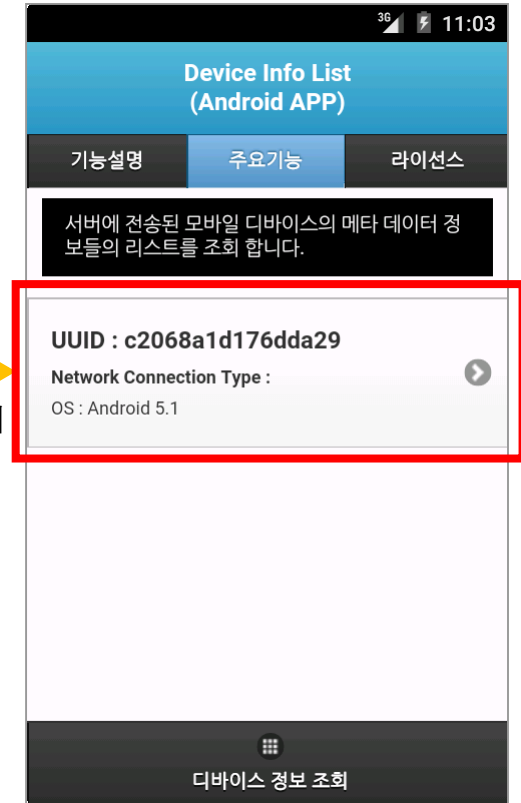 3G 11:03
Device Info List
(Android APP)
기능설명 주요기능 라이선스
서버에 전송된 모바일 디바이스의 메타 데이터 정
보들의 리스트를 조회 합니다.
UUID : c2068a1d176dda29
Network Connection Type :
OS : Android 5.1
디바이스 정보 조회